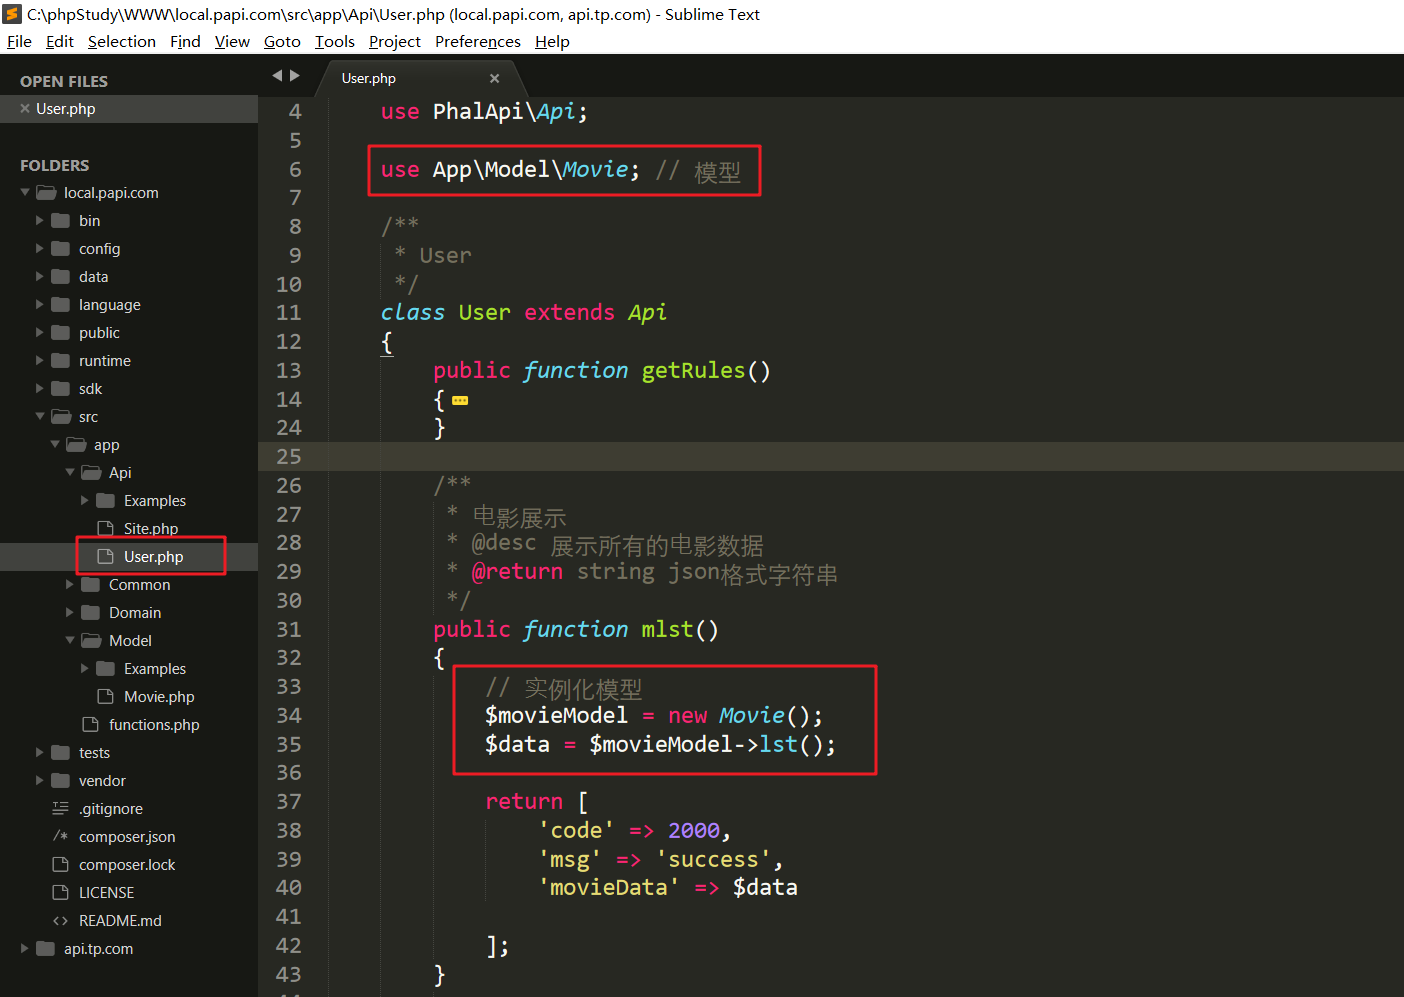 C:\phpStudy\WWW\local.papi.com\src\app\Api\User.php (local.papi.com, api.tp.com) - Sublime Text
File Edit Selection Find View Goto Tools Project Preferences Help
OPEN FILES
User.php
FOLDERS
local.papi.com
bin
config
data
language
public
runtime
sdk
src
app
Api
Examples
Site.php
User.php
Common
Domain
Model
Examples
Movie.php
functions.php
tests
vendor
.gitignore
composer.json
composer.lock
LICENSE
README.md
api.tp.com
User.php
4 use PhalApi\Api;
5
6 use App\Model\Movie; // 模型
7
8 /**
9 * User
10 */
11 class User extends Api
12 {
13 public function getRules()
14 {
24 }
25
26 /**
27 * 电影展示
28 * @desc 展示所有的电影数据
29 * @return string json格式字符串
30 */
31 public function mlst()
32 {
33 // 实例化模型
34 $movieModel = new Movie();
35 $data = $movieModel->lst();
36
37 return [
38 'code' => 2000,
39 'msg' => 'success',
40 'movieData' => $data
41
42 ];
43 }